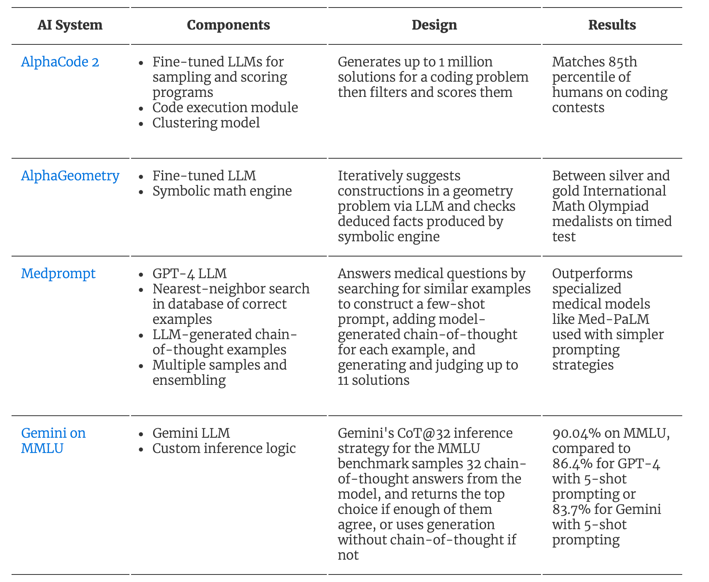 AI System
Components
Design
Results
AlphaCode 2
• Fine-tuned LLMs for
sampling and scoring
programs
• Code execution module
• Clustering model
Generates up to 1 million
solutions for a coding problem
then filters and scores them
Matches 85th
percentile of
humans on coding
contests
AlphaGeometry
• Fine-tuned LLM
• Symbolic math engine
Iteratively suggests
constructions in a geometry
problem via LLM and checks
deduced facts produced by
symbolic engine
Between silver and
gold International
Math Olympiad
medalists on timed
test
Medprompt
• GPT-4 LLM
• Nearest-neighbor search
in database of correct
examples
• LLM-generated chain-
of-thought examples
• Multiple samples and
ensembling
Answers medical questions by
searching for similar examples
to construct a few-shot
prompt, adding model-
generated chain-of-thought
for each example, and
generating and judging up to
11 solutions
Outperforms
specialized
medical models
like Med-PaLM
used with simpler
prompting
strategies
Gemini on
MMLU
• Gemini LLM
• Custom inference logic
Gemini's CoT@32 inference
strategy for the MMLU
benchmark samples 32 chain-
of-thought answers from the
model, and returns the top
choice if enough of them
agree, or uses generation
without chain-of-thought if
not
90.04% on MMLU,
compared to
86.4% for GPT-4
with 5-shot
prompting or
83.7% for Gemini
with 5-shot
prompting